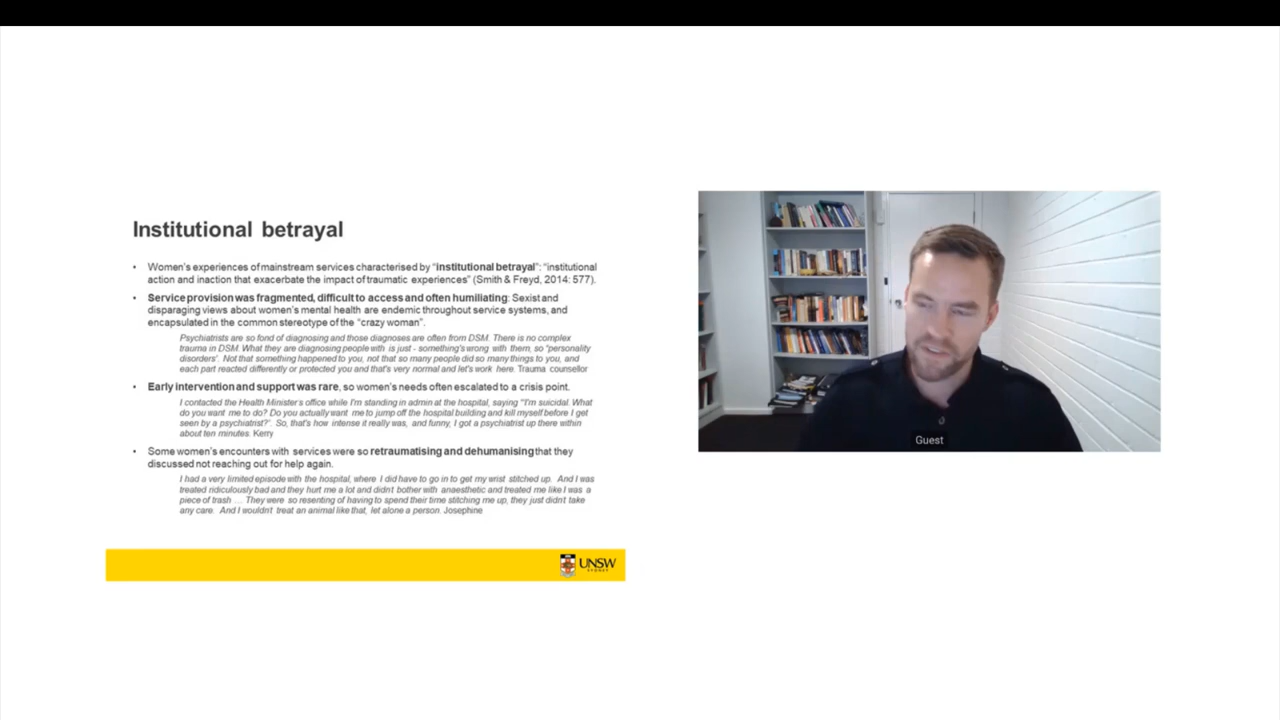 Institutional betrayal
• Women's experiences of mainstream services characterised by "institutional betrayal": "institutional
action and inaction that exacerbate the impact of traumatic experiences" (Smith & Freyd, 2014: 577).
• Service provision was fragmented, difficult to access and often humiliating: Sexist and
disparaging views about women's mental health are endemic throughout service systems, and
encapsulated in the common stereotype of the "crazy woman".
Psychiatrists are so fond of diagnosing and those diagnoses are often from DSM. There is no complex
trauma in DSM. What they are diagnosing people with is just - something's wrong with them, so "personality
disorders'. Not that something happened to you, not that so many people did so many things to you, and
each part reacted differently or protected you and that's very normal and let's work here. Trauma counsellor
• Early intervention and support was rare, so women's needs often escalated to a crisis point.
I contacted the Health Minister's office while I'm standing in admin at the hospital, saying "I'm suicidal. What
do you want me to do? Do you actually want me to jump off the hospital building and kill myself before I get
seen by a psychiatrist?'. So, that's how intense it really was, and funny, I got a psychiatrist up there within
about ten minutes. Kerry
• Some women's encounters with services were so retraumatising and dehumanising that they
discussed not reaching out for help again.
I had a very limited episode with the hospital, where I did have to go in to get my wrist stitched up. And I was
treated ridiculously bad and they hurt me a lot and didn't bother with anaesthetic and treated me like I was a
piece of trash .... They were so resenting of having to spend their time stitching me up, they just didn't take
any care. And I wouldn't treat an animal like that, let alone a person. Josephine
UNSW
SYDNEY
Guest